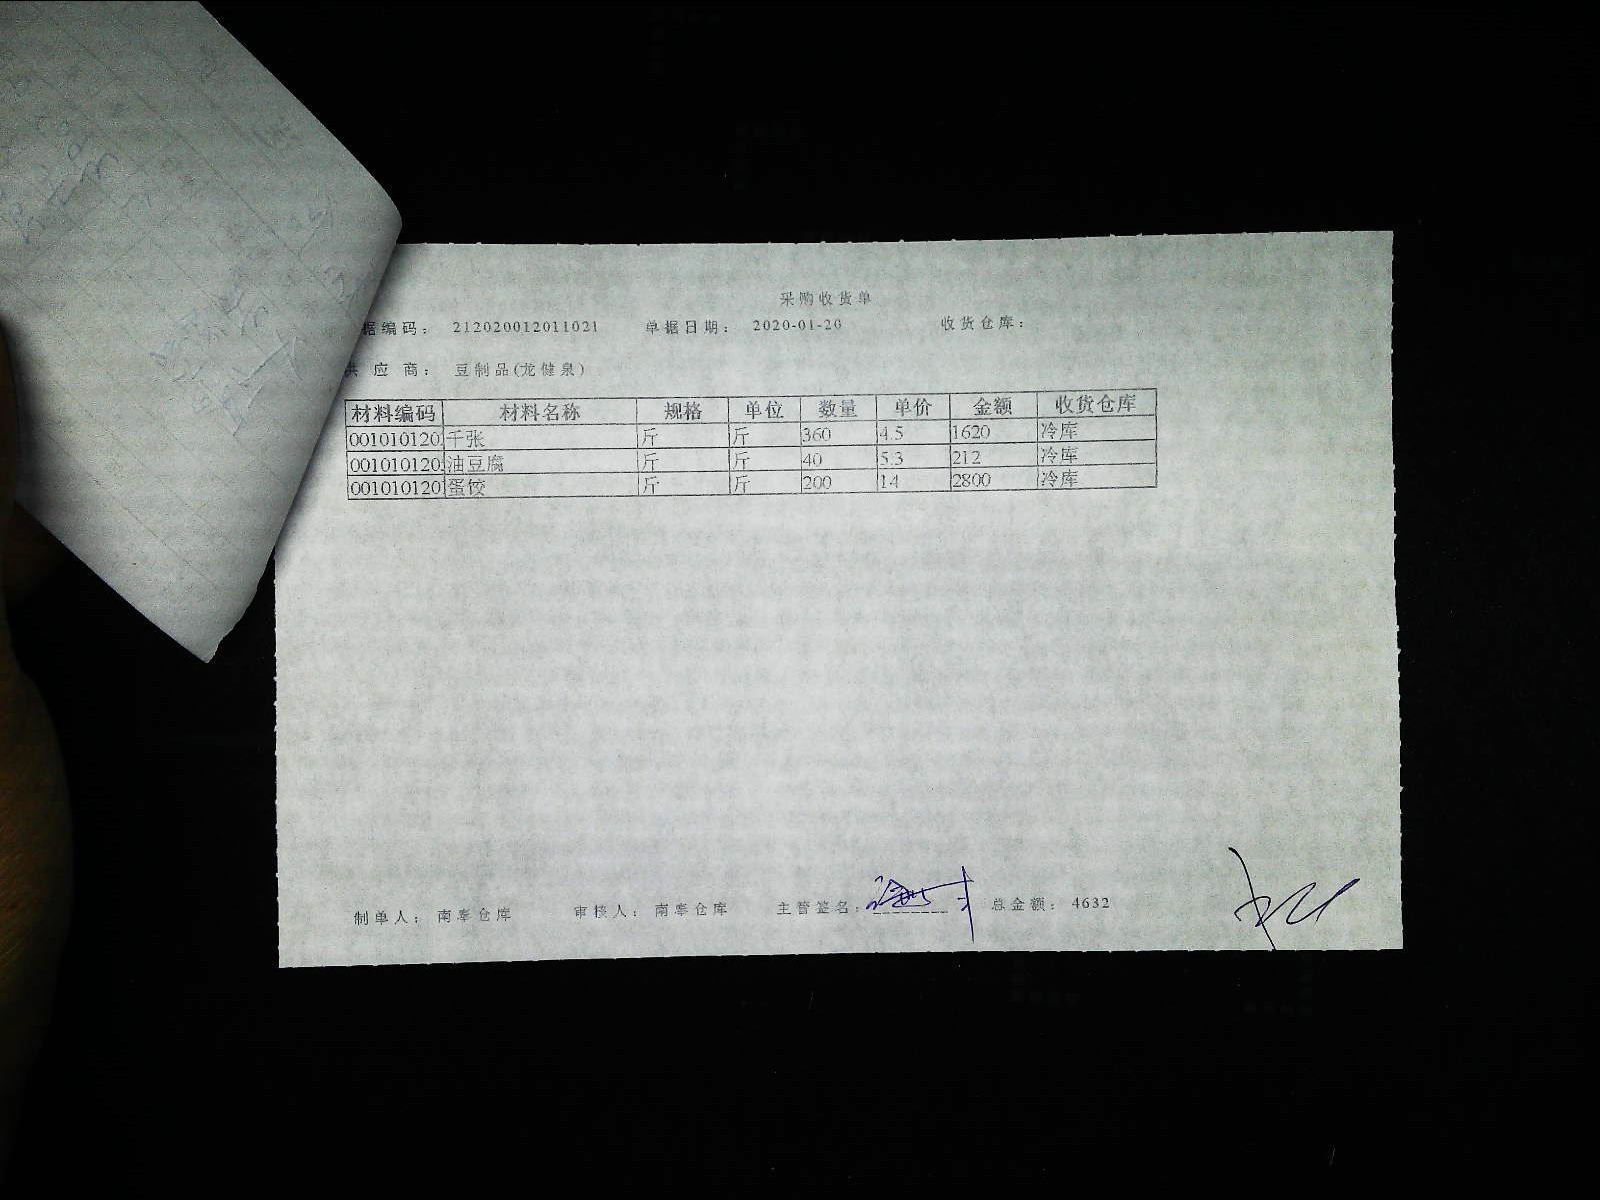 采购收货单
据编码： 212020012011021 单据日期： 2020-01-20 收货仓库：
供应商： 豆制品(龙健泉)
材料编码 材料名称 规格 单位 数量 单价 金额 收货仓库
001010120 千张 斤 斤 360 4.5 1620 冷库
001010120 油豆腐 斤 斤 40 5.3 212 冷库
001010120 蛋饺 斤 斤 200 14 2800 冷库
制单人： 南奉仓库 审核人： 南奉仓库 主管签名： 总金额： 4632